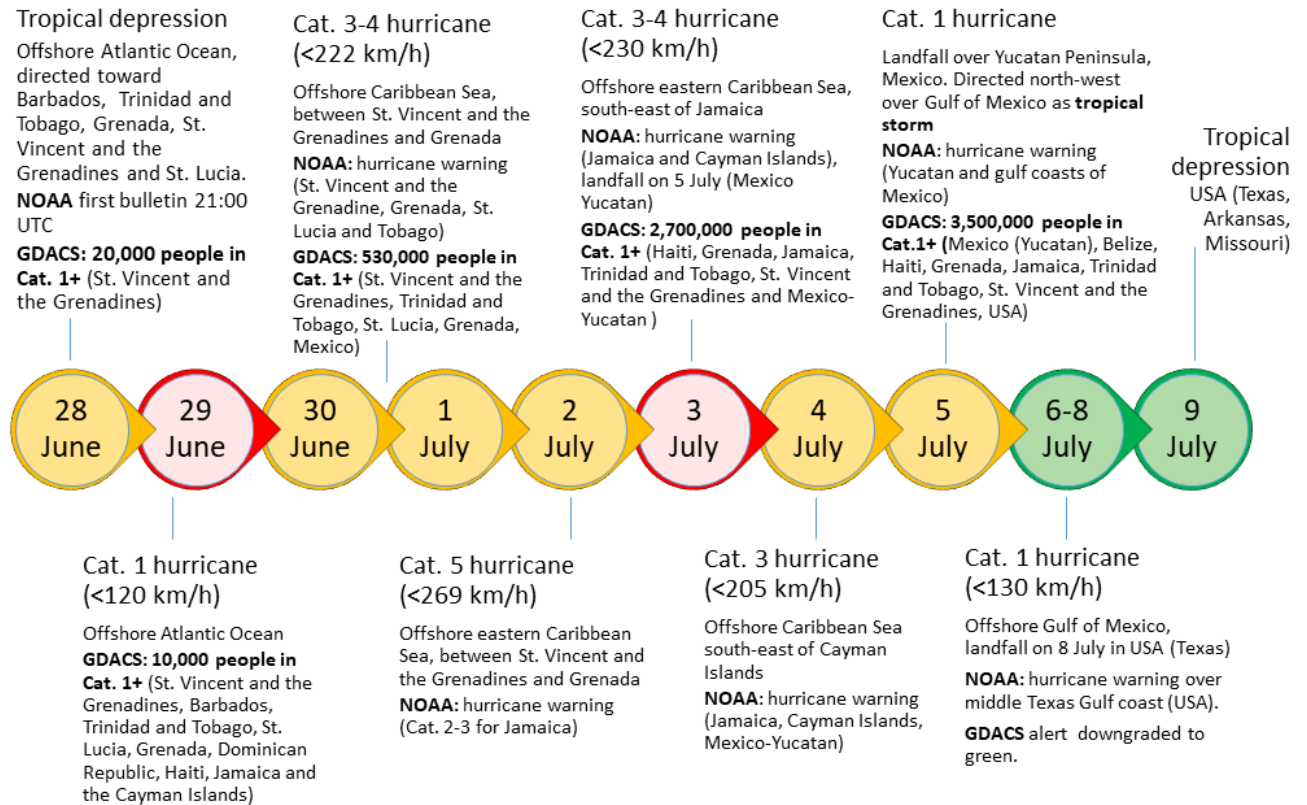 Tropical depression
Offshore Atlantic Ocean,
directed toward
Barbados, Trinidad and
Tobago, Grenada, St.
Vincent and the
Grenadines and St. Lucia.
NOAA first bulletin 21:00
UTC
GDACS: 20,000 people in
Cat. 1+ (St. Vincent and
the Grenadines)
Cat. 3-4 hurricane
(<222 km/h)
Offshore Caribbean Sea,
between St. Vincent and the
Grenadines and Grenada
NOAA: hurricane warning
(St. Vincent and the
Grenadine, Grenada, St.
Lucia and Tobago)
GDACS: 530,000 people in
Cat. 1+ (St. Vincent and the
Grenadines, Trinidad and
Tobago, St. Lucia, Grenada,
Mexico)
Cat. 3-4 hurricane
(<230 km/h)
Offshore eastern Caribbean Sea,
south-east of Jamaica
NOAA: hurricane warning
(Jamaica and Cayman Islands),
landfall on 5 July (Mexico
Yucatan)
GDACS: 2,700,000 people in
Cat. 1+ (Haiti, Grenada, Jamaica,
Trinidad and Tobago, St. Vincent
and the Grenadines and Mexico-
Yucatan )
Cat. 1 hurricane
Landfall over Yucatan Peninsula,
Mexico. Directed north-west
over Gulf of Mexico as tropical
storm
NOAA: hurricane warning
(Yucatan and gulf coasts of
Mexico)
GDACS: 3,500,000 people in
Cat.1+ (Mexico (Yucatan), Belize,
Haiti, Grenada, Jamaica, Trinidad
and Tobago, St. Vincent and the
Grenadines, USA)
Tropical
depression
USA (Texas,
Arkansas,
Missouri)
28
June
29
June
30
June
1
July
2
July
3
July
4
July
5
July
6-8
July
9
July
Cat. 1 hurricane
(<120 km/h)
Offshore Atlantic Ocean
GDACS: 10,000 people in
Cat. 1+ (St. Vincent and the
Grenadines, Barbados,
Trinidad and Tobago, St.
Lucia, Grenada, Dominican
Republic, Haiti, Jamaica and
the Cayman Islands)
Cat. 5 hurricane
(<269 km/h)
Offshore eastern Caribbean
Sea, between St. Vincent and
the Grenadines and Grenada
NOAA: hurricane warning
(Cat. 2-3 for Jamaica)
Cat. 3 hurricane
(<205 km/h)
Offshore Caribbean Sea
south-east of Cayman
Islands
NOAA: hurricane warning
(Jamaica, Cayman Islands,
Mexico-Yucatan)
Cat. 1 hurricane
(<130 km/h)
Offshore Gulf of Mexico,
landfall on 8 July in USA (Texas)
NOAA: hurricane warning over
middle Texas Gulf coast (USA).
GDACS alert downgraded to
green.